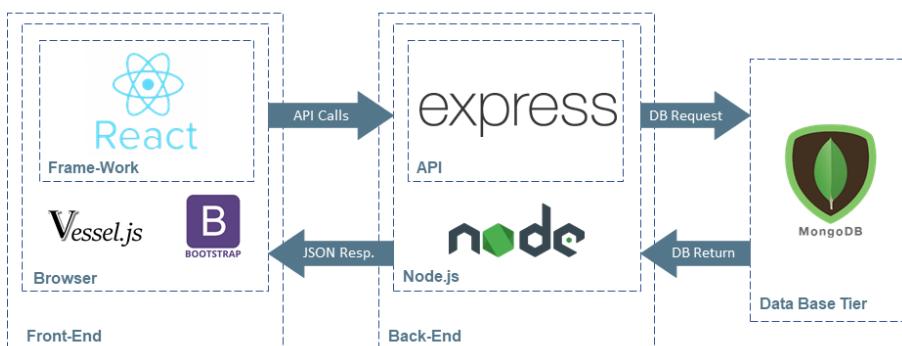 React
Frame-Work
Vessel.js
B
BOOTSTRAP
Browser
Front-End
API Calls
JSON Resp.
express
API
node
Node.js
Back-End
DB Request
DB Return
MongoDB
Data Base Tier